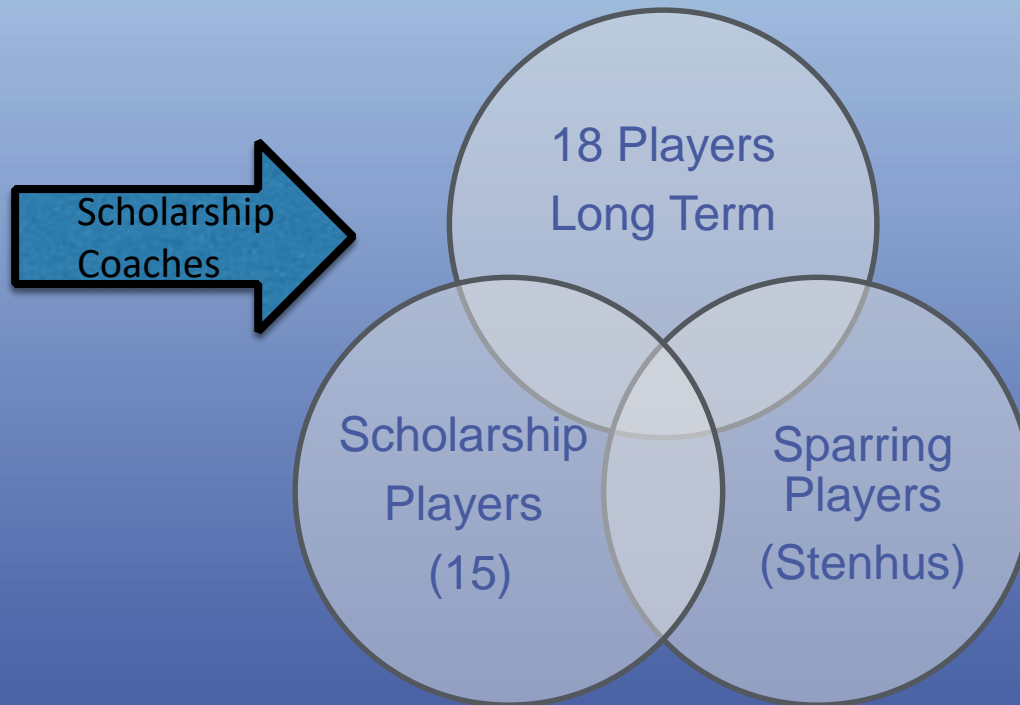 18 Players
Long Term
Scholarship
Coaches
Scholarship
Players
(15)
Sparring
Players
(Stenhus)